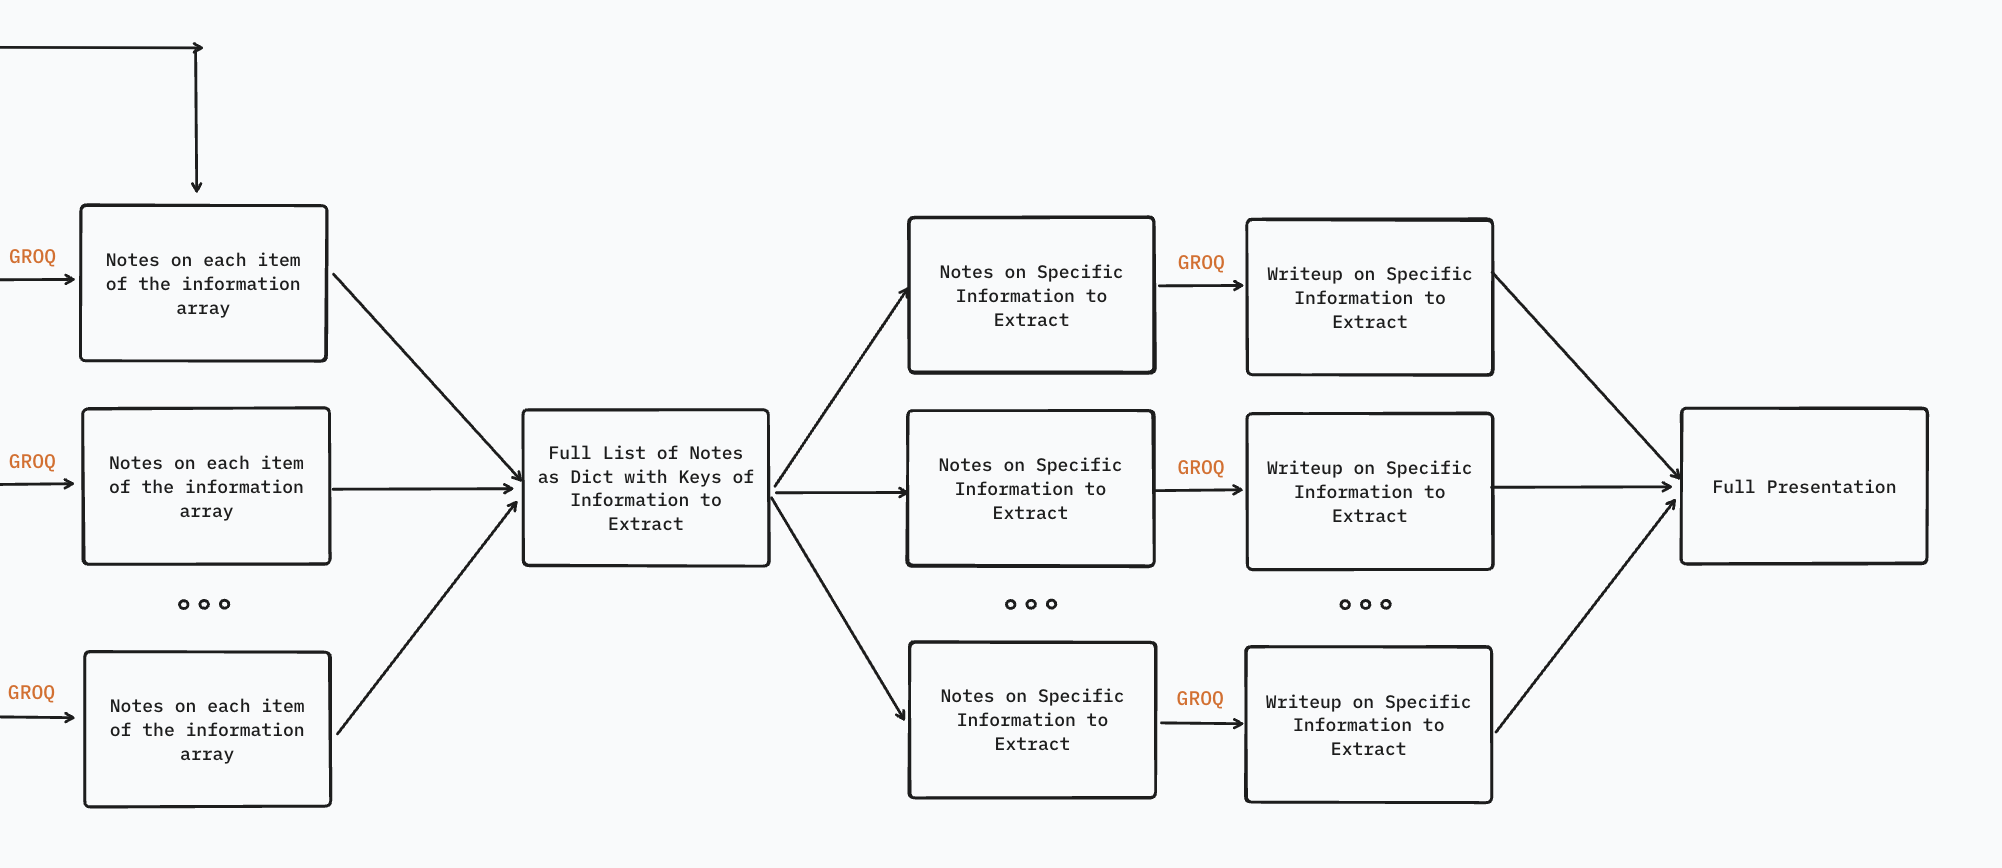 GROQ
Notes on each item
of the information
array
GROQ
Notes on each item
of the information
array
GROQ
Notes on each item
of the information
array
Full List of Notes
as Dict with Keys of
Information to
Extract
Notes on Specific
Information to
Extract
GROQ
Writeup on Specific
Information to
Extract
Notes on Specific
Information to
Extract
GROQ
Writeup on Specific
Information to
Extract
Notes on Specific
Information to
Extract
GROQ
Writeup on Specific
Information to
Extract
Full Presentation